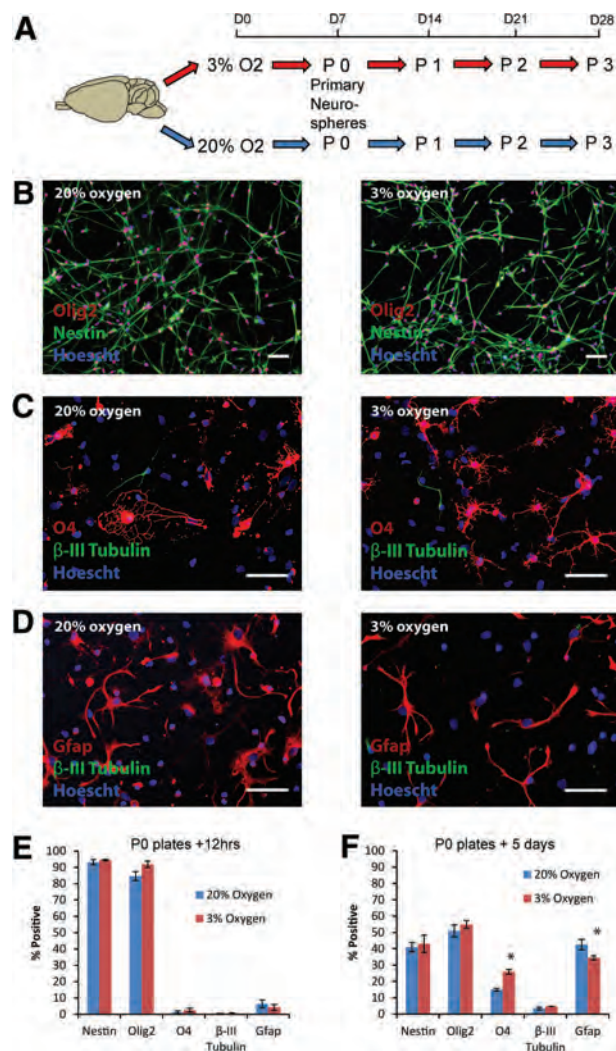 A
D0 D7 D14 D21 D28
3% O2 P 0 P 1 P 2 P 3
Primary
Neuro-
spheres
20% O2 P 0 P 1 P 2 P 3
B
20% oxygen
Olig2
Nestin
Hoescht
3% oxygen
Olig2
Nestin
Hoescht
C
20% oxygen
O4
β-III Tubulin
Hoescht
3% oxygen
O4
β-III Tubulin
Hoescht
D
20% oxygen
Gfap
β-III Tubulin
Hoescht
3% oxygen
Gfap
β-III Tubulin
Hoescht
E
P0 plates +12hrs
% Positive
100
90
80
70
60
50
40
30
20
10
0
20% Oxygen
3% Oxygen
Nestin Olig2 O4 β-III Gfap
Tubulin
F
P0 plates + 5 days
% Positive
100
90
80
70
60
50
40
30
20
10
0
20% Oxygen
3% Oxygen
*
*
Nestin Olig2 O4 β-III Gfap
Tubulin